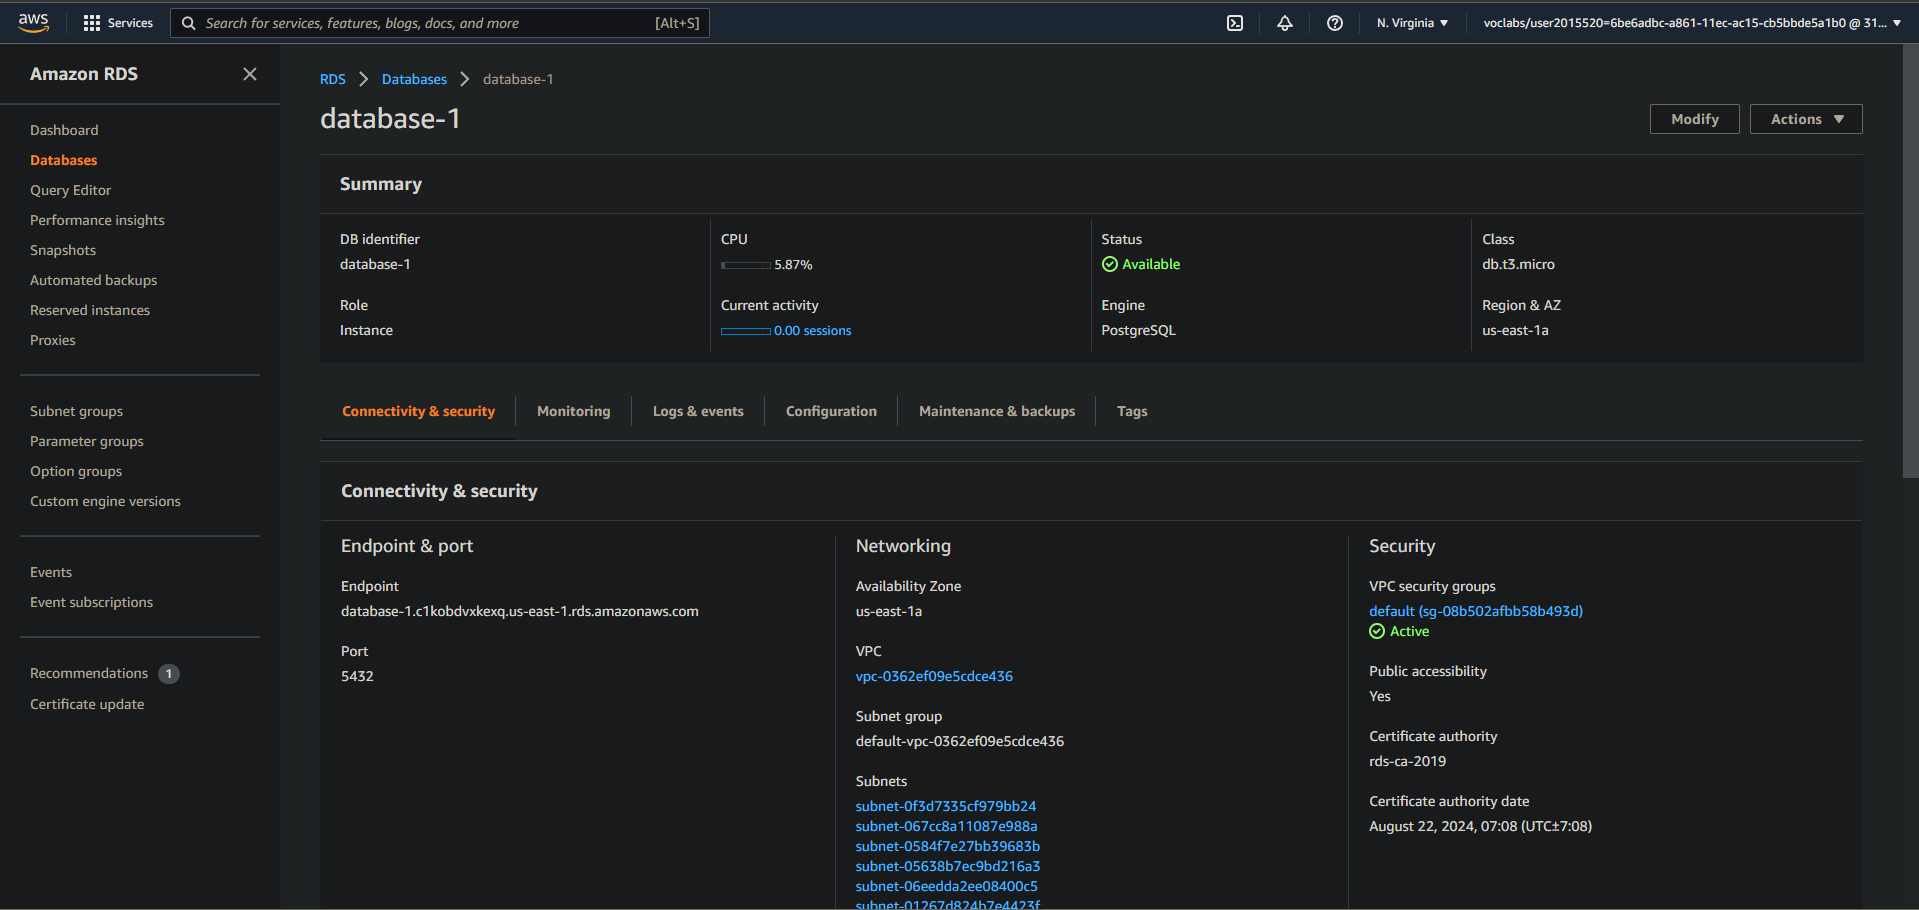 aws
Services
Search for services, features, blogs, docs, and more
[Alt+S]
N. Virginia
voclabs/user2015520=6be6adbc-a861-11ec-ac15-cb5bbde5a1b0 @ 31...
Amazon RDS
Dashboard
Databases
Query Editor
Performance insights
Snapshots
Automated backups
Reserved instances
Proxies
Subnet groups
Parameter groups
Option groups
Custom engine versions
Events
Event subscriptions
Recommendations 1
Certificate update
RDS > Databases > database-1
database-1
Modify
Actions
Summary
DB identifier
database-1
Role
Instance
CPU
5.87%
Current activity
0.00 sessions
Status
Available
Engine
PostgreSQL
Class
db.t3.micro
Region & AZ
us-east-1a
Connectivity & security
Monitoring
Logs & events
Configuration
Maintenance & backups
Tags
Connectivity & security
Endpoint & port
Endpoint
database-1.c1kobdvxkexq.us-east-1.rds.amazonaws.com
Port
5432
Networking
Availability Zone
us-east-1a
VPC
vpc-0362ef09e5cdce436
Subnet group
default-vpc-0362ef09e5cdce436
Subnets
subnet-0f3d7335cf979bb24
subnet-067cc8a11087e988a
subnet-0584f7e27bb39683b
subnet-05638b7ec9bd216a3
subnet-06eedda2ee08400c5
subnet-01267d824b7e4423f
Security
VPC security groups
default (sg-08b502afbb58b493d)
Active
Public accessibility
Yes
Certificate authority
rds-ca-2019
Certificate authority date
August 22, 2024, 07:08 (UTC±7:08)